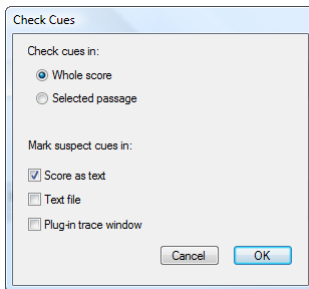 Check Cues
Check cues in:
Whole score
Selected passage
Mark suspect cues in:
Score as text
Text file
Plug-in trace window
Cancel OK